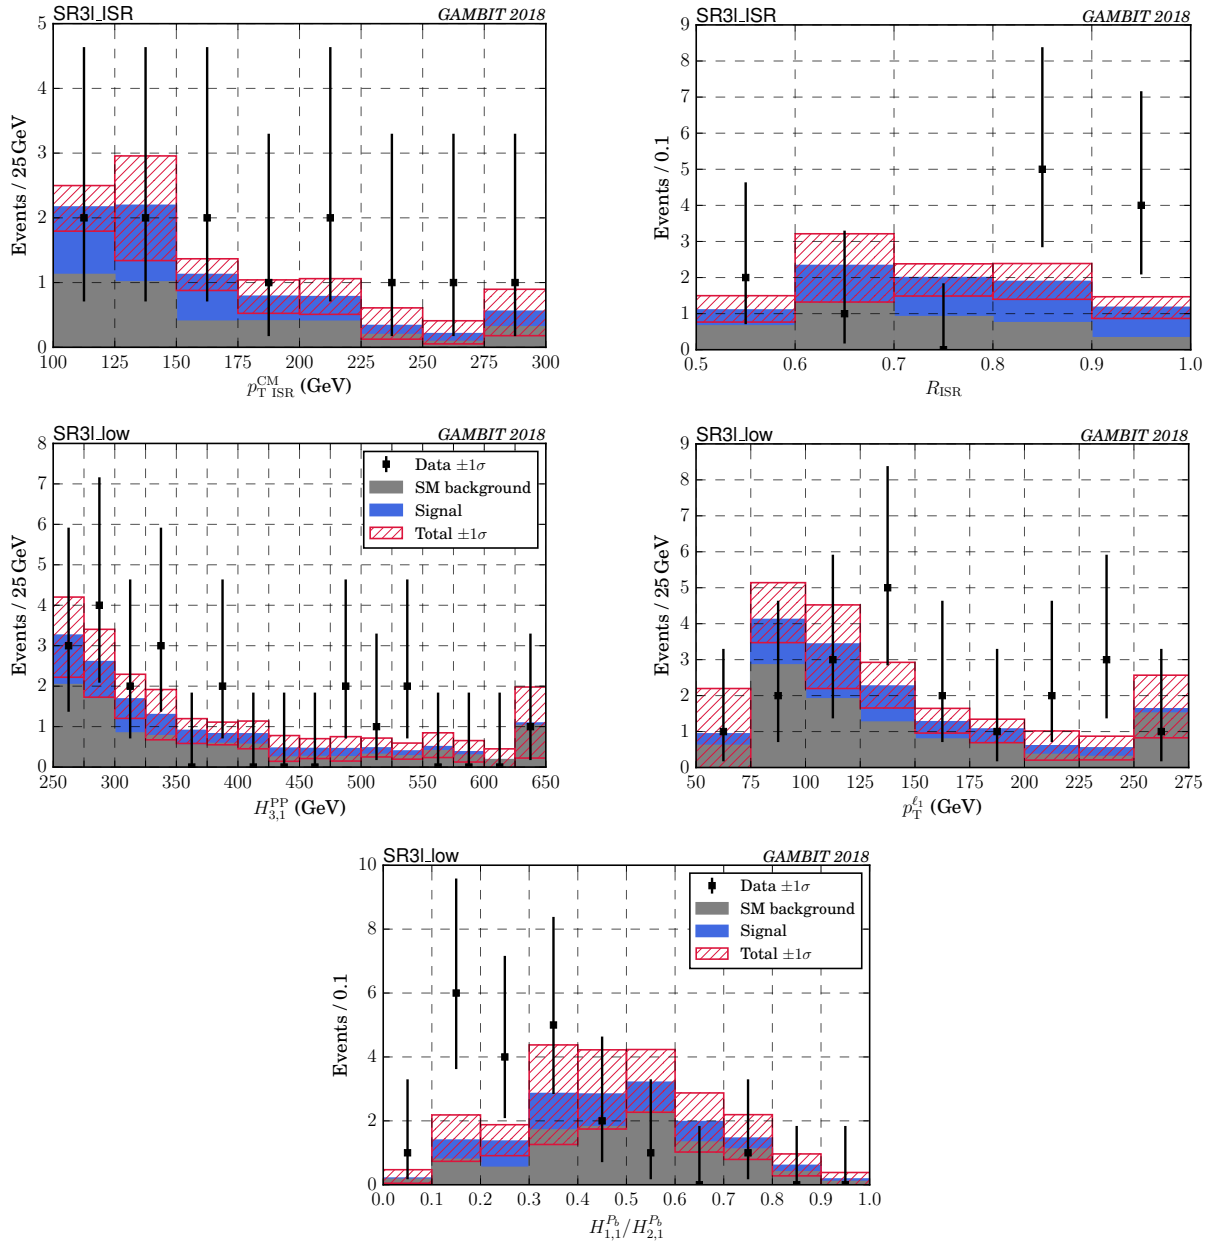 SR3l_ISR GAMBIT 2018
Events / 25 GeV
5
4
3
2
1
0
100 125 150 175 200 225 250 275 300
p_T ISR^CM (GeV)
SR3l_ISR GAMBIT 2018
Events / 0.1
9
8
7
6
5
4
3
2
1
0
0.5 0.6 0.7 0.8 0.9 1.0
R_ISR
SR3l_low GAMBIT 2018
Data ±1σ
SM background
Signal
Total ±1σ
Events / 25 GeV
8
7
6
5
4
3
2
1
0
250 300 350 400 450 500 550 600 650
H_3,1^PP (GeV)
SR3l_low GAMBIT 2018
Events / 25 GeV
9
8
7
6
5
4
3
2
1
0
50 75 100 125 150 175 200 225 250 275
p_T^ℓ1 (GeV)
SR3l_low GAMBIT 2018
Data ±1σ
SM background
Signal
Total ±1σ
Events / 0.1
10
8
6
4
2
0
0.0 0.1 0.2 0.3 0.4 0.5 0.6 0.7 0.8 0.9 1.0
H_1,1^Pb / H_2,1^Pb